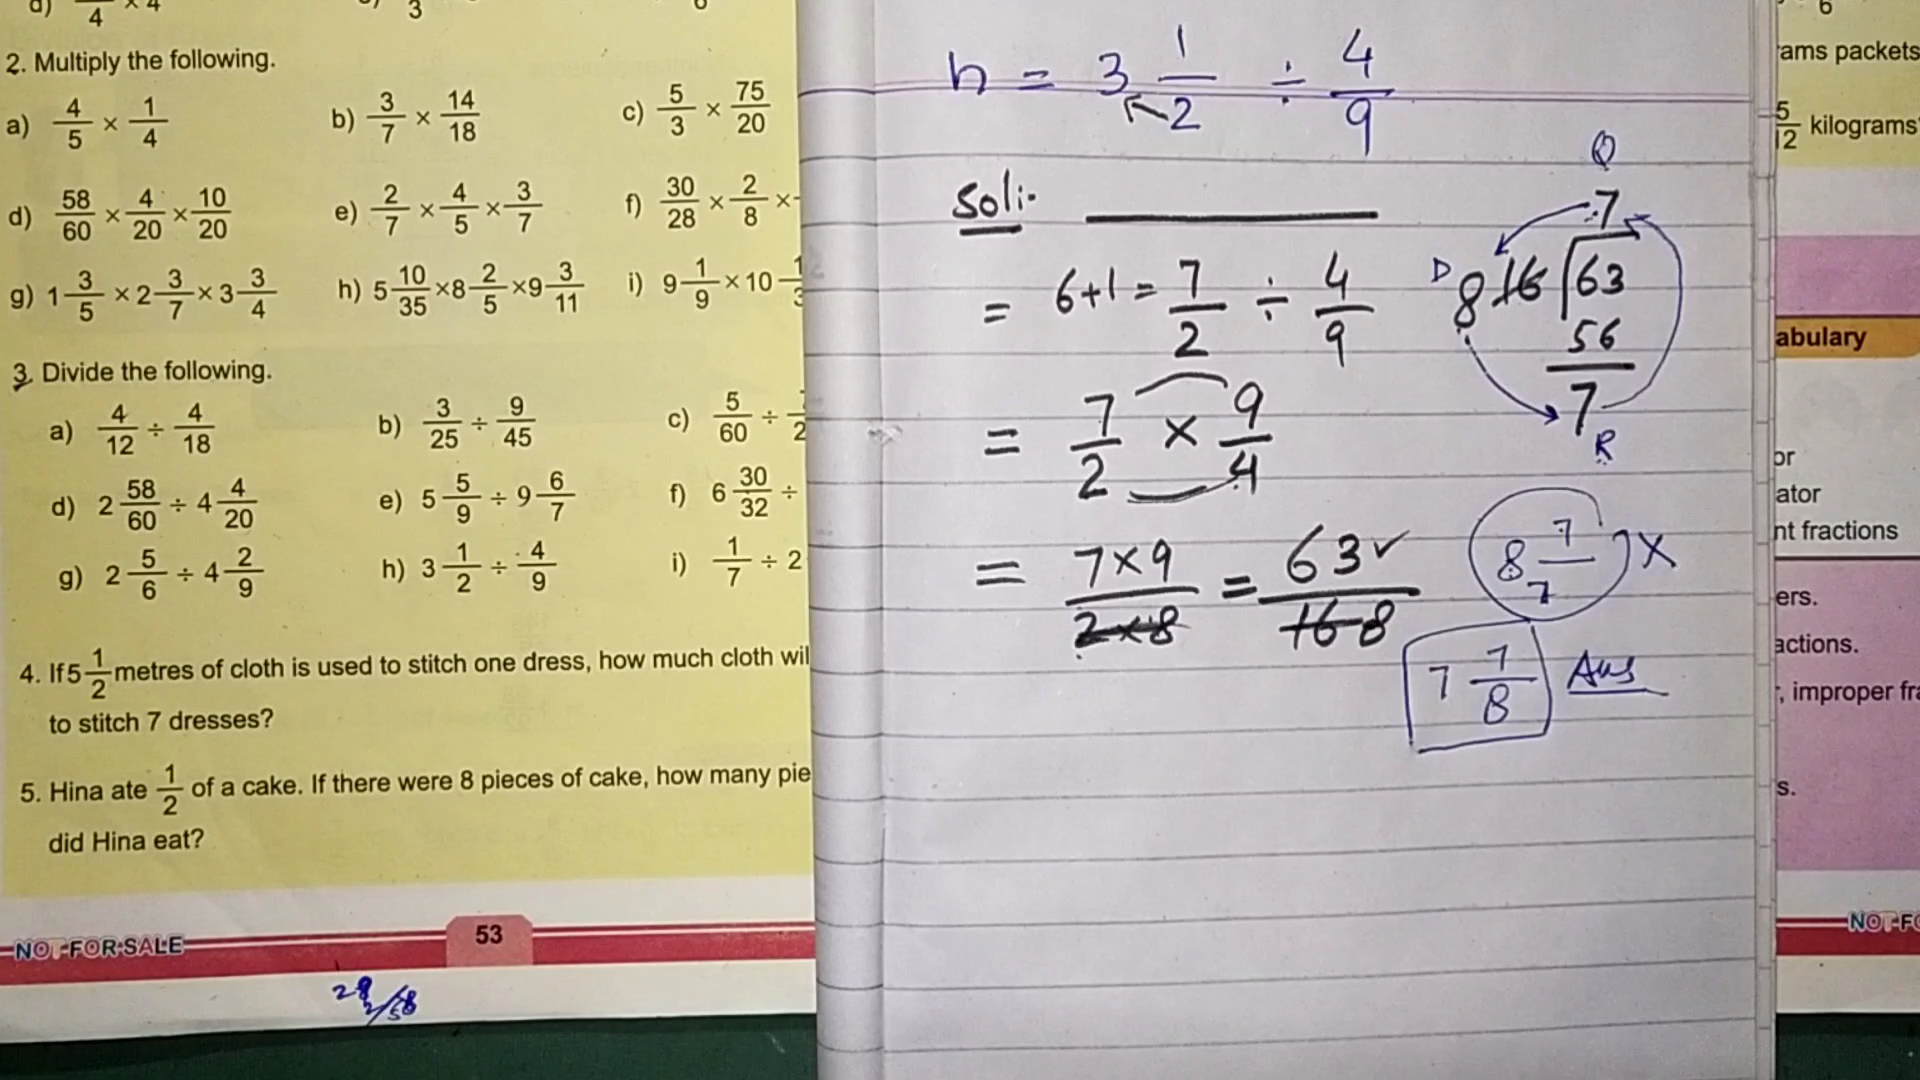 2. Multiply the following.
a) 4/5 × 1/4 b) 3/7 × 14/18 c) 5/3 × 75/20
d) 58/60 × 4/20 × 10/20 e) 2/7 × 4/5 × 3/7 f) 30/28 × 2/8 ×
g) 1 3/5 × 2 3/7 × 3 3/4 h) 5 10/35 × 8 2/5 × 9 3/11 i) 9 1/9 × 10
3. Divide the following.
a) 4/12 ÷ 4/18 b) 3/25 ÷ 9/45 c) 5/60 ÷
d) 2 58/60 ÷ 4 4/20 e) 5 5/9 ÷ 9 6/7 f) 6 30/32 ÷
g) 2 5/6 ÷ 4 2/9 h) 3 1/2 ÷ 4/9 i) 1/7 ÷ 2
4. If 5 1/2 metres of cloth is used to stitch one dress, how much cloth wil
to stitch 7 dresses?
5. Hina ate 1/2 of a cake. If there were 8 pieces of cake, how many pie
did Hina eat?
NOT FOR SALE
53
h = 3 1/2 ÷ 4/9
Sol:-
= 6+1 = 7/2 ÷ 4/9
= 7/2 × 9/4
= 7×9/2×8 = 63/16 8
Q
7
D 8 16 63
56
7
R
8 7/7 x
7 7/8 Ans
6
ams packets
5/12 kilograms
abulary
or
ator
nt fractions
ers.
actions.
, improper fra
s.
NOT F